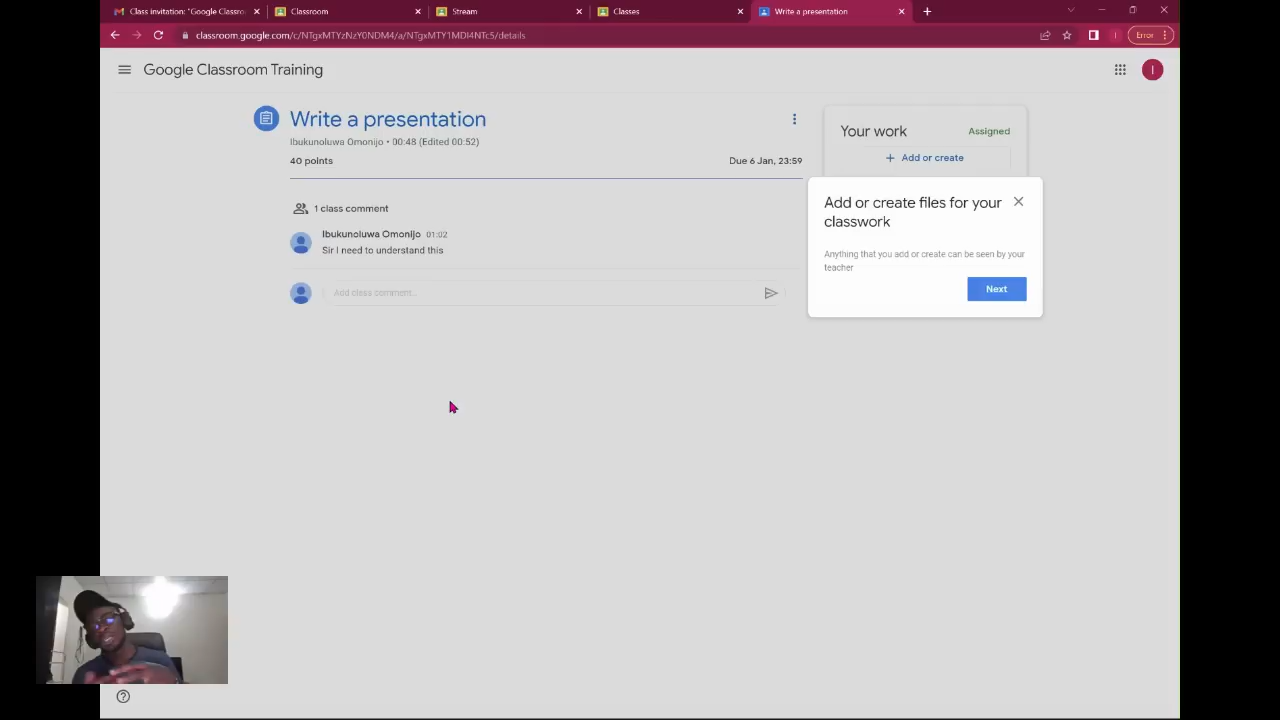 Class invitation: "Google Classro
Classroom
Stream
Classes
Write a presentation
classroom.google.com/c/NTgxMTYzNzY0NDM4/a/NTgxMTY1MDI4NTc5/details
I
Error
Google Classroom Training
I
Write a presentation
Ibukunoluwa Omonijo • 00:48 (Edited 00:52)
40 points
Due 6 Jan, 23:59
1 class comment
Ibukunoluwa Omonijo 01:02
Sir I need to understand this
Add class comment...
Your work
Assigned
+ Add or create
Add or create files for your
classwork
Anything that you add or create can be seen by your
teacher
Next